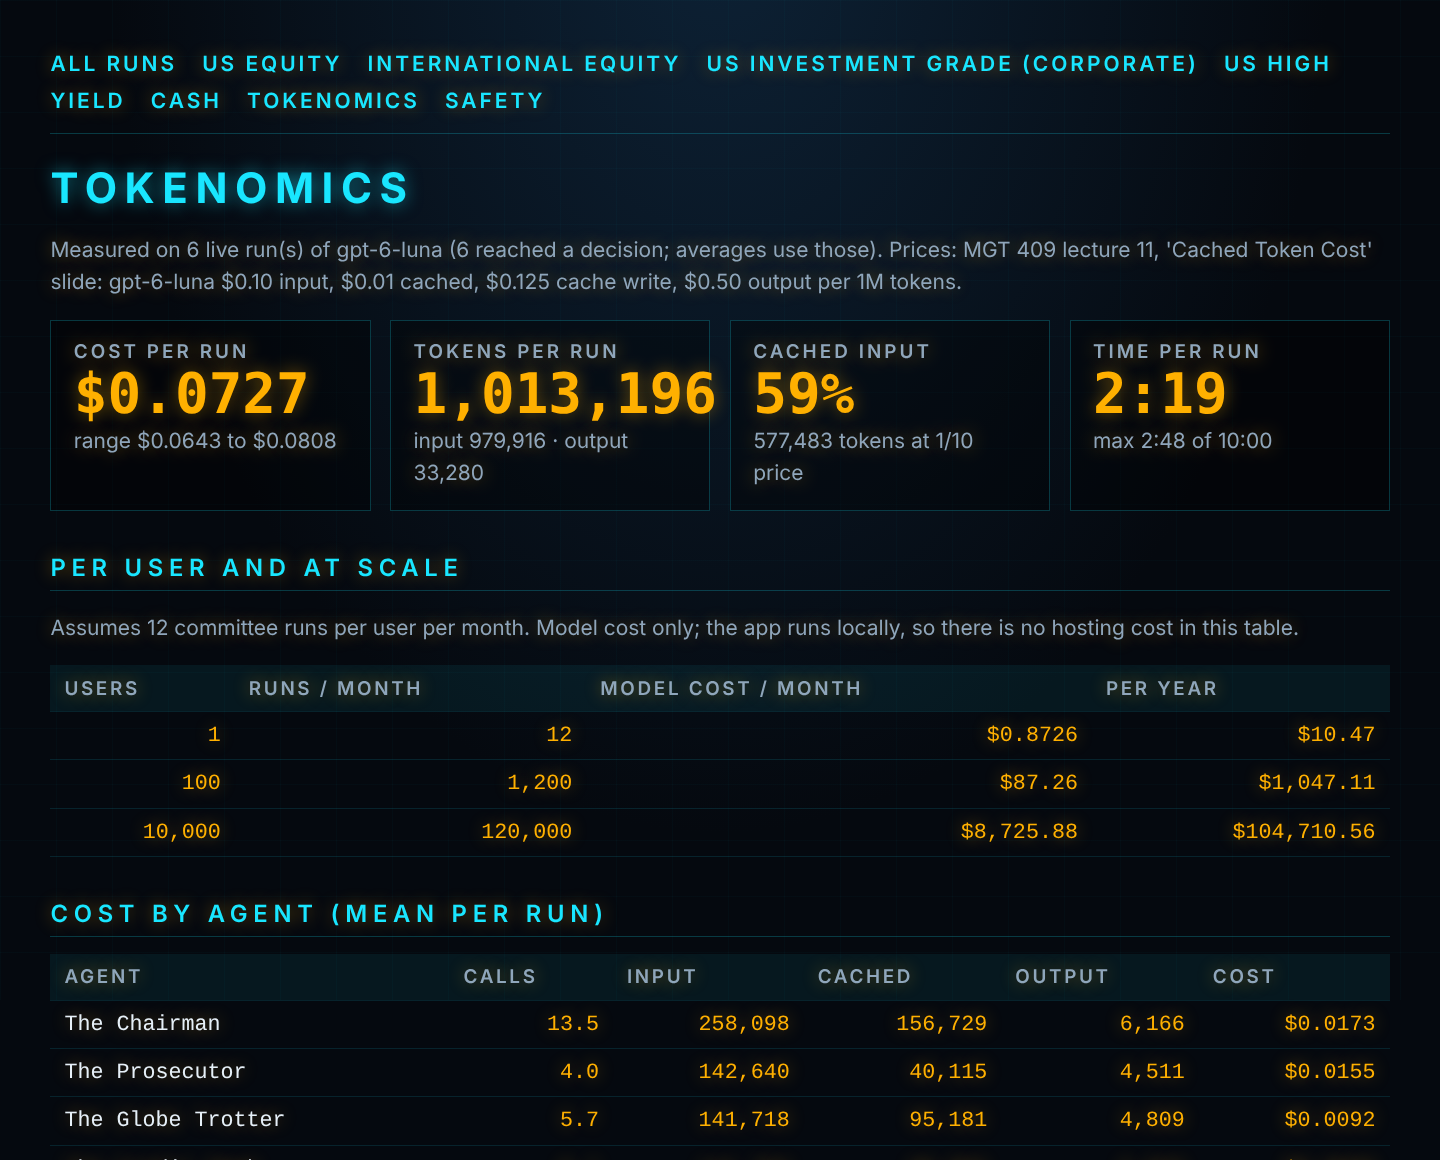 ALL RUNS US EQUITY INTERNATIONAL EQUITY US INVESTMENT GRADE (CORPORATE) US HIGH
YIELD CASH TOKENOMICS SAFETY
TOKENOMICS
Measured on 6 live run(s) of gpt-6-luna (6 reached a decision; averages use those). Prices: MGT 409 lecture 11, 'Cached Token Cost'
slide: gpt-6-luna $0.10 input, $0.01 cached, $0.125 cache write, $0.50 output per 1M tokens.
COST PER RUN
$0.0727
range $0.0643 to $0.0808
TOKENS PER RUN
1,013,196
input 979,916 · output
33,280
CACHED INPUT
59%
577,483 tokens at 1/10
price
TIME PER RUN
2:19
max 2:48 of 10:00
PER USER AND AT SCALE
Assumes 12 committee runs per user per month. Model cost only; the app runs locally, so there is no hosting cost in this table.
USERS RUNS / MONTH MODEL COST / MONTH PER YEAR
1 12 $0.8726 $10.47
100 1,200 $87.26 $1,047.11
10,000 120,000 $8,725.88 $104,710.56
COST BY AGENT (MEAN PER RUN)
AGENT CALLS INPUT CACHED OUTPUT COST
The Chairman 13.5 258,098 156,729 6,166 $0.0173
The Prosecutor 4.0 142,640 40,115 4,511 $0.0155
The Globe Trotter 5.7 141,718 95,181 4,809 $0.0092